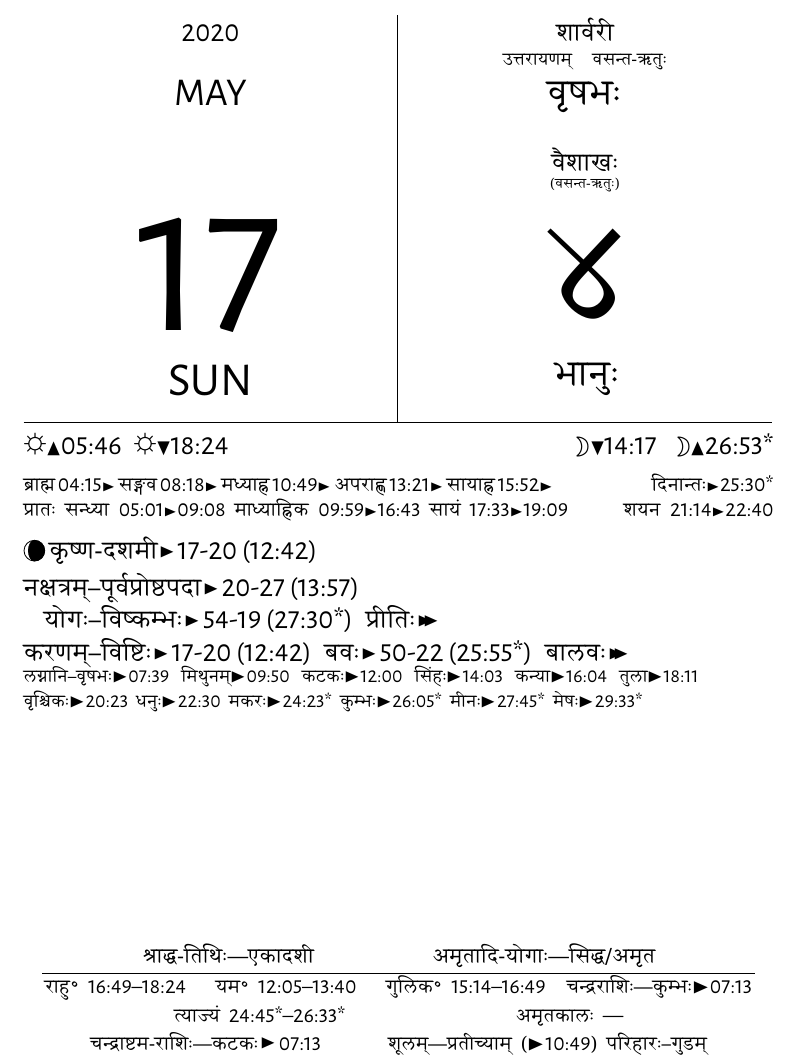 2020
MAY
17
SUN
शार्वरी
उत्तरायणम् वसन्त-ऋतुः
वृषभः
वैशाखः
(वसन्त-ऋतुः)
४
भानुः
☼▲05:46 ☼▼18:24 ☽▼14:17 ☽▲26:53*
ब्राह्म 04:15► सङ्गव 08:18► मध्याह्न 10:49► अपराह्ण 13:21► सायाह्न 15:52► दिनान्तः►25:30*
प्रातः सन्ध्या 05:01►09:08 माध्याह्निक 09:59►16:43 सायं 17:33►19:09 शयन 21:14►22:40
कृष्ण-दशमी►17-20 (12:42)
नक्षत्रम्–पूर्वप्रोष्ठपदा►20-27 (13:57)
योगः–विष्कम्भः►54-19 (27:30*) प्रीतिः►►
करणम्–विष्टिः►17-20 (12:42) बवः►50-22 (25:55*) बालवः►►
लग्नानि–वृषभः►07:39 मिथुनम्►09:50 कटकः►12:00 सिंहः►14:03 कन्या►16:04 तुला►18:11
वृश्चिकः►20:23 धनुः►22:30 मकरः►24:23* कुम्भः►26:05* मीनः►27:45* मेषः►29:33*
श्राद्ध-तिथिः—एकादशी अमृतादि-योगाः—सिद्ध/अमृत
राहु° 16:49–18:24 यम° 12:05–13:40 गुलिक° 15:14–16:49 चन्द्रराशिः—कुम्भः►07:13
त्याज्यं 24:45*–26:33* अमृतकालः —
चन्द्राष्टम-राशिः—कटकः► 07:13 शूलम्—प्रतीच्याम् (►10:49) परिहारः–गुडम्